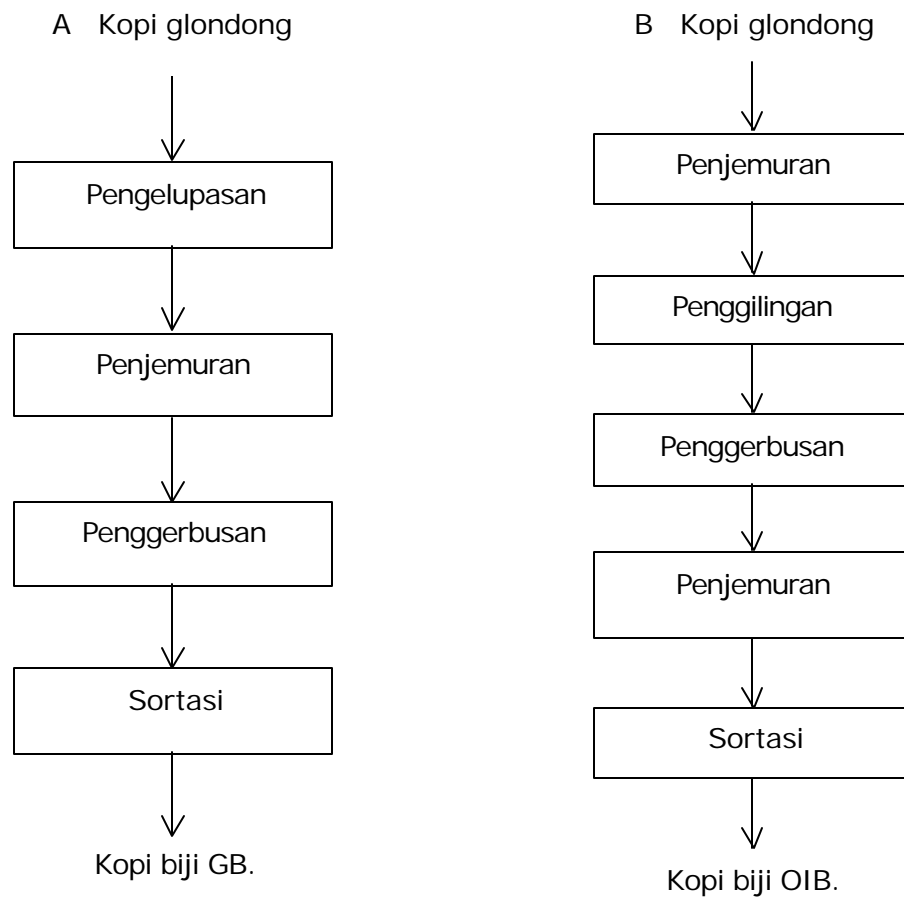 A Kopi glondong
Pengelupasan
Penjemuran
Penggerbusan
Sortasi
Kopi biji GB.
B Kopi glondong
Penjemuran
Penggilingan
Penggerbusan
Penjemuran
Sortasi
Kopi biji OIB.